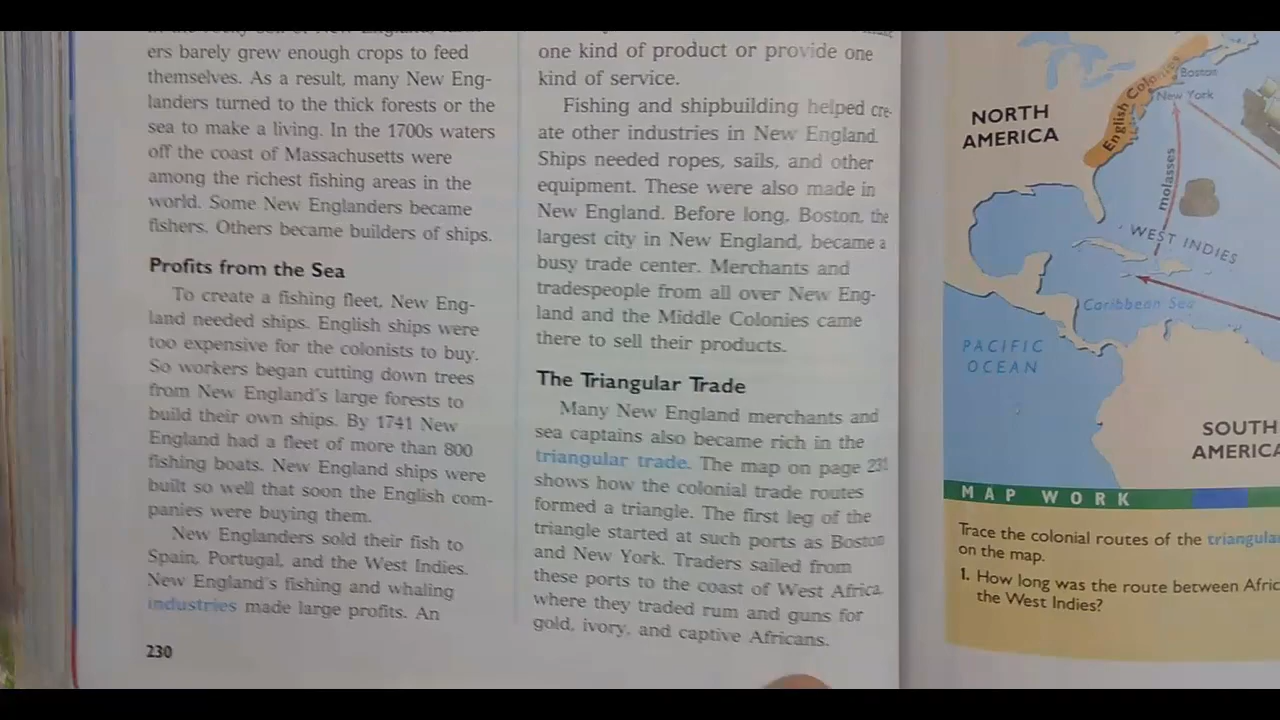 ers barely grew enough crops to feed
themselves. As a result, many New Eng-
landers turned to the thick forests or the
sea to make a living. In the 1700s waters
off the coast of Massachusetts were
among the richest fishing areas in the
world. Some New Englanders became
fishers. Others became builders of ships.
Profits from the Sea
To create a fishing fleet, New Eng-
land needed ships. English ships were
too expensive for the colonists to buy.
So workers began cutting down trees
from New England's large forests to
build their own ships. By 1741 New
England had a fleet of more than 800
fishing boats. New England ships were
built so well that soon the English com-
panies were buying them.
New Englanders sold their fish to
Spain, Portugal, and the West Indies.
New England's fishing and whaling
industries made large profits. An
230
one kind of product or provide one
kind of service.
Fishing and shipbuilding helped cre-
ate other industries in New England.
Ships needed ropes, sails, and other
equipment. These were also made in
New England. Before long, Boston, the
largest city in New England, became a
busy trade center. Merchants and
tradespeople from all over New Eng-
land and the Middle Colonies came
there to sell their products.
The Triangular Trade
Many New England merchants and
sea captains also became rich in the
triangular trade. The map on page 231
shows how the colonial trade routes
formed a triangle. The first leg of the
triangle started at such ports as Boston
and New York. Traders sailed from
these ports to the coast of West Africa,
where they traded rum and guns for
gold, ivory, and captive Africans.
NORTH
AMERICA
English Colonies
Boston
New York
molasses
WEST INDIES
Caribbean Sea
PACIFIC
OCEAN
SOUTH
AMERICA
MAP WORK
Trace the colonial routes of the triangula
on the map.
1. How long was the route between Afric
the West Indies?